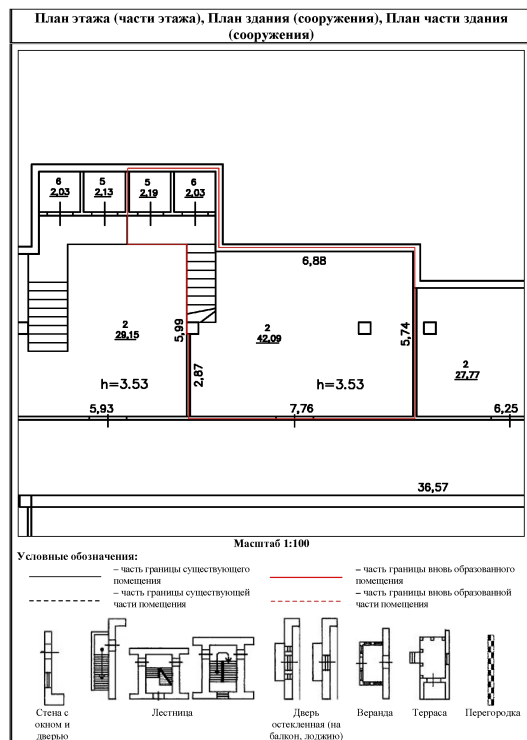 План этажа (части этажа), План здания (сооружения), План части здания
(сооружения)
6 5 5 6
2,03 2,13 2,19 2,03
6,88
2
29,15
5,99
2
42,09
5,74
2
27,77
2,87
h=3.53
h=3.53
5,93
7,76
6,25
36,57
Масштаб 1:100
Условные обозначения:
– часть границы существующего
помещения
– часть границы существующей
части помещения
– часть границы вновь образованного
помещения
– часть границы вновь образованной
части помещения
Стена с
окном и
дверью
Лестница
Дверь
остекленная (на
балкон, лоджию)
Веранда
Терраса
Перегородка